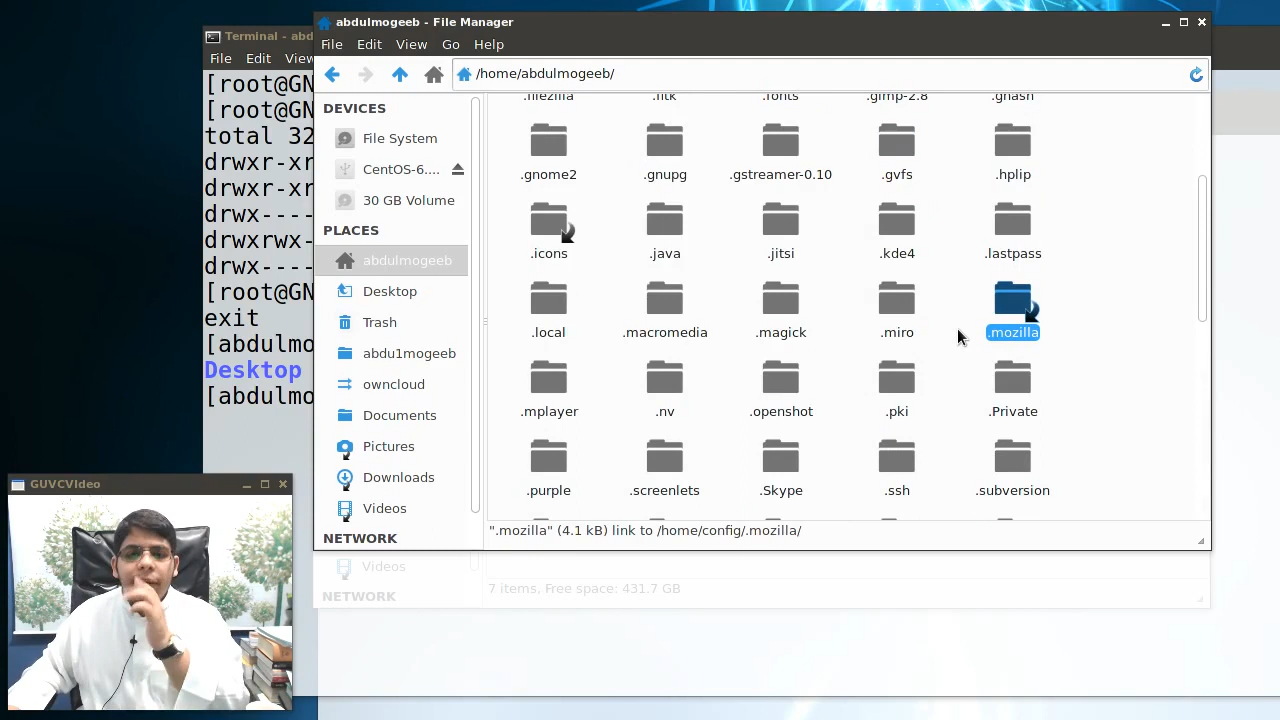 abdulmogeeb - File Manager
File Edit View Go Help
/home/abdulmogeeb/
DEVICES
File System
CentOS-6....
30 GB Volume
PLACES
abdulmogeeb
Desktop
Trash
abdu1mogeeb
owncloud
Documents
Pictures
Downloads
Videos
NETWORK
.filezilla .fltk .fonts .gimp-2.8 .gnash
.gnome2 .gnupg .gstreamer-0.10 .gvfs .hplip
.icons .java .jitsi .kde4 .lastpass
.local .macromedia .magick .miro .mozilla
.mplayer .nv .openshot .pki .Private
.purple .screenlets .Skype .ssh .subversion
".mozilla" (4.1 kB) link to /home/config/.mozilla/
Videos
NETWORK
7 items, Free space: 431.7 GB
Terminal - abd
File Edit View
[root@GN
[root@GN
total 32
drwxr-xr
drwxr-xr
drwx----
drwxrwx-
drwx----
[root@GN
exit
[abdulmo
Desktop
[abdulmo
GUVCVIdeo